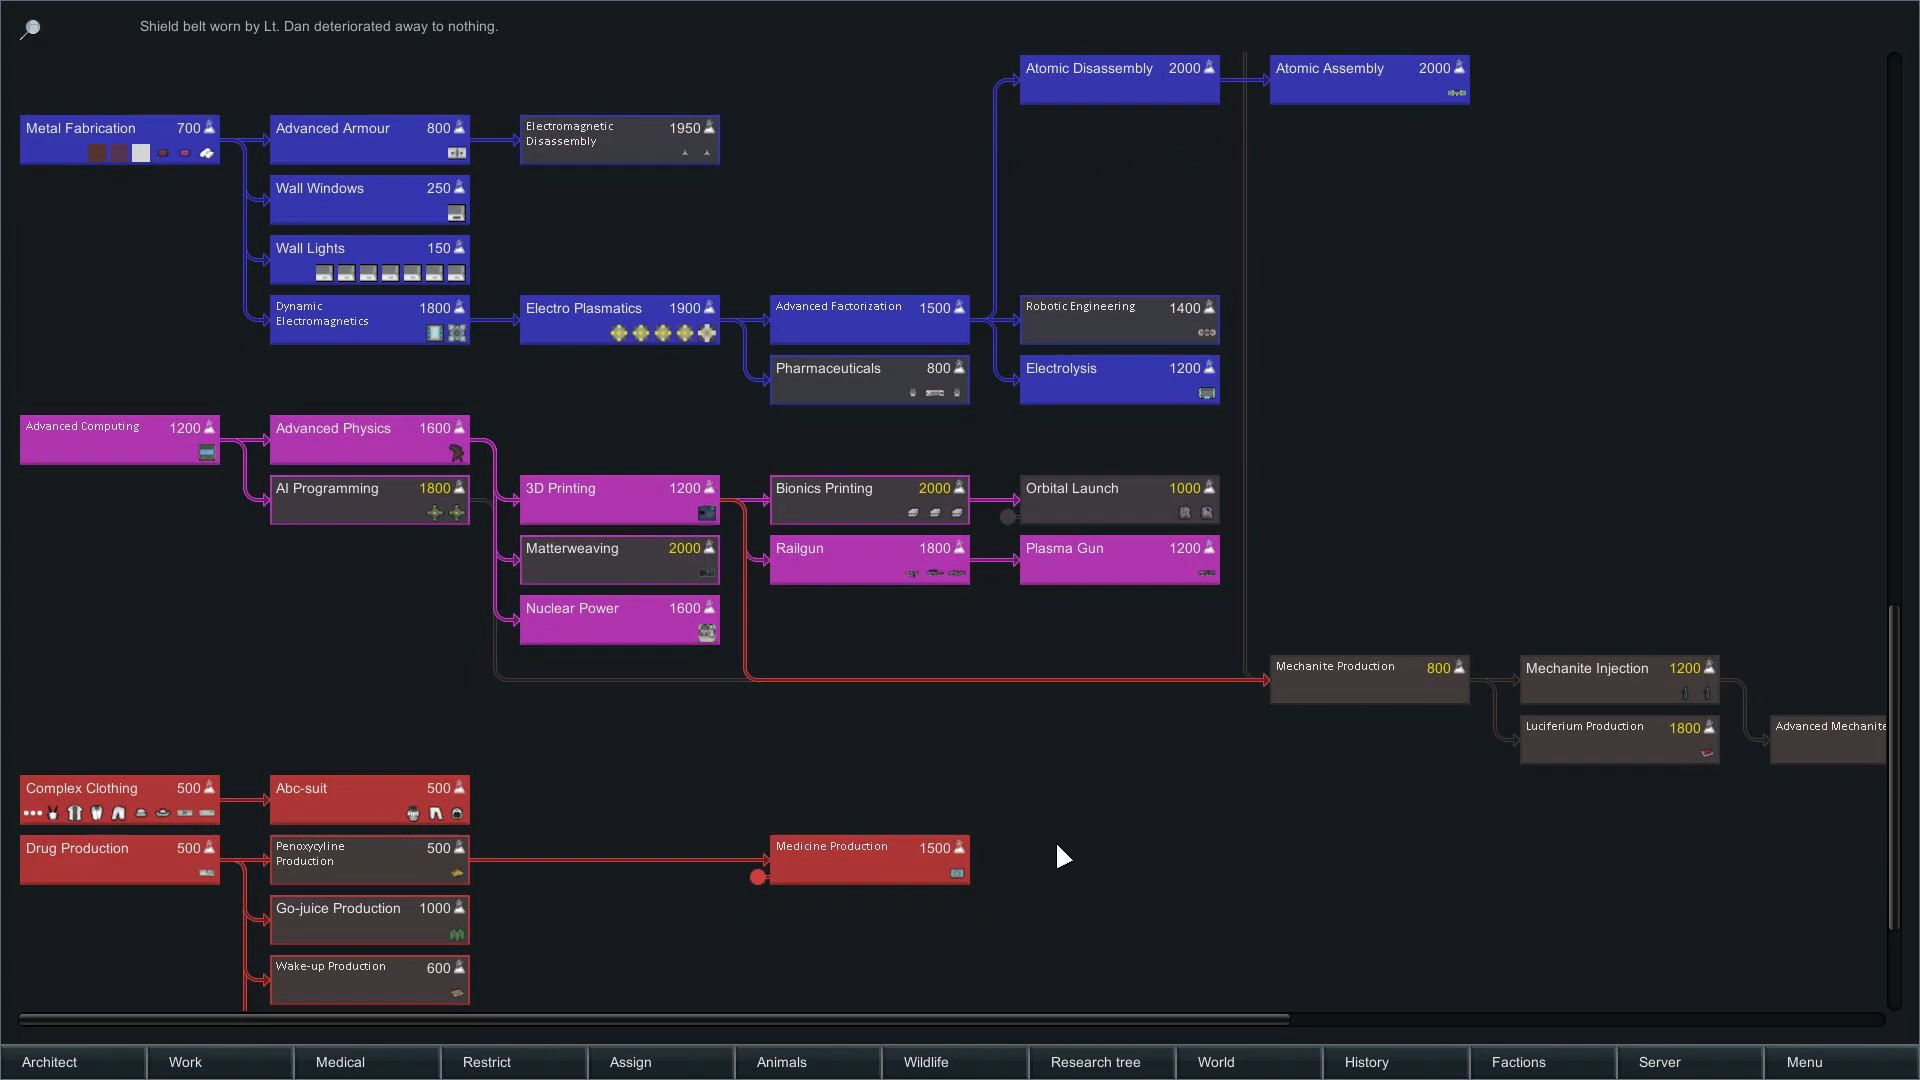 Shield belt worn by Lt. Dan deteriorated away to nothing.
Atomic Disassembly 2000
Atomic Assembly 2000
Metal Fabrication 700
Advanced Armour 800
Electromagnetic Disassembly 1950
Wall Windows 250
Wall Lights 150
Dynamic Electromagnetics 1800
Electro Plasmatics 1900
Advanced Factorization 1500
Robotic Engineering 1400
Pharmaceuticals 800
Electrolysis 1200
Advanced Computing 1200
Advanced Physics 1600
AI Programming 1800
3D Printing 1200
Bionics Printing 2000
Orbital Launch 1000
Matterweaving 2000
Railgun 1800
Plasma Gun 1200
Nuclear Power 1600
Mechanite Production 800
Mechanite Injection 1200
Luciferium Production 1800
Advanced Mechanite
Complex Clothing 500
Abc-suit 500
Drug Production 500
Penoxycyline Production 500
Medicine Production 1500
Go-juice Production 1000
Wake-up Production 600
Architect
Work
Medical
Restrict
Assign
Animals
Wildlife
Research tree
World
History
Factions
Server
Menu